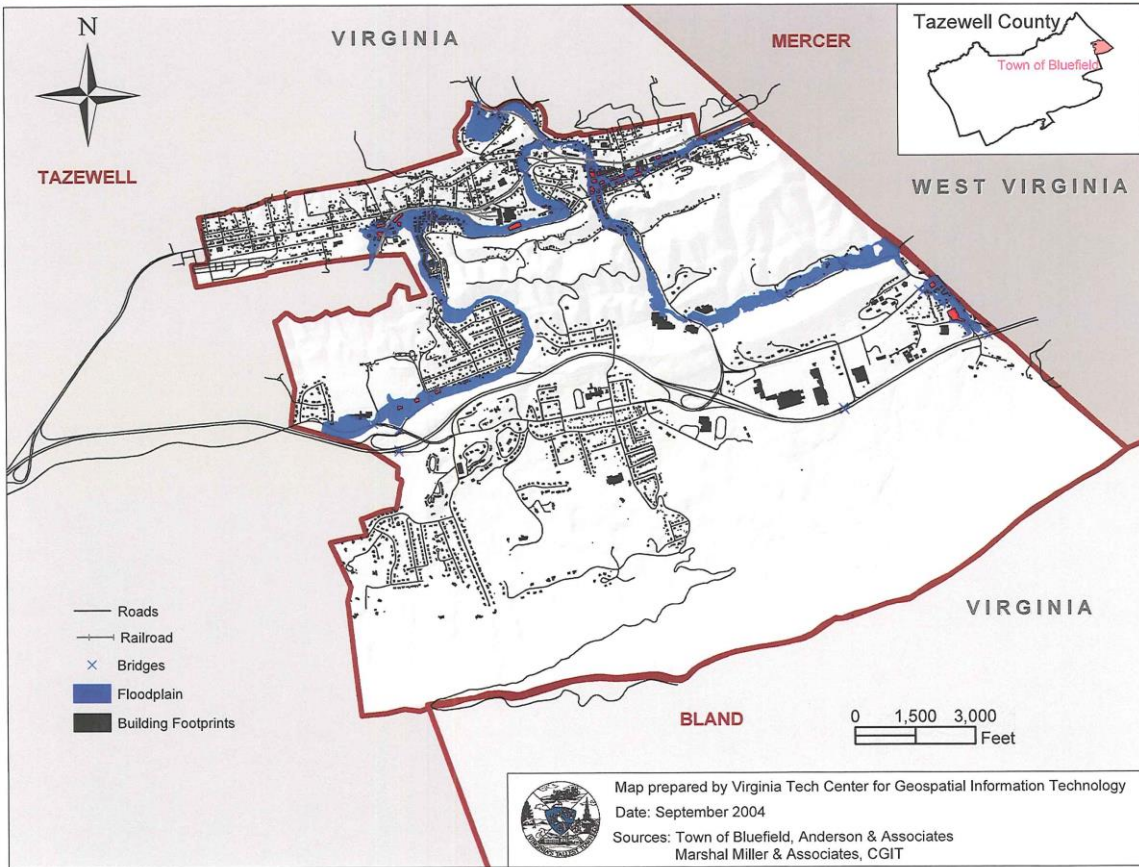 N
VIRGINIA
MERCER
Tazewell County
Town of Bluefield
TAZEWELL
WEST VIRGINIA
VIRGINIA
Roads
Railroad
Bridges
Floodplain
Building Footprints
BLAND
0 1,500 3,000
Feet
Map prepared by Virginia Tech Center for Geospatial Information Technology
Date: September 2004
Sources: Town of Bluefield, Anderson & Associates
Marshal Miller & Associates, CGIT